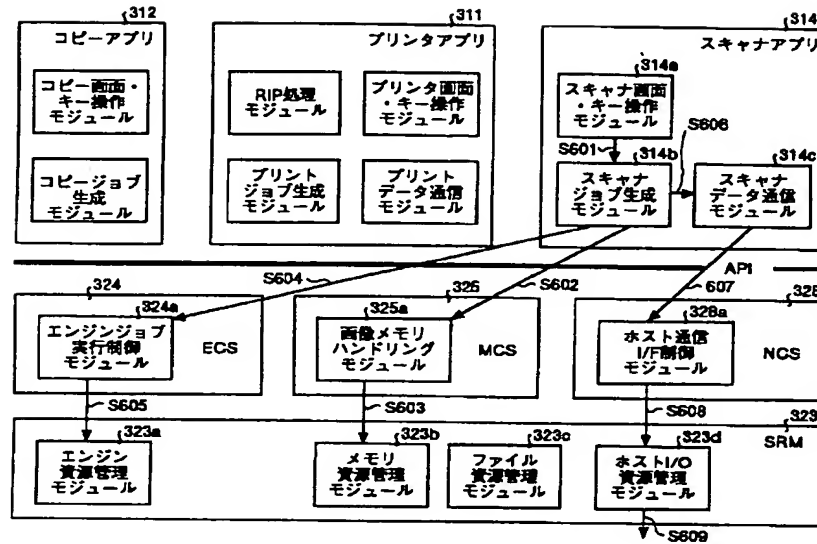 312
コピーアプリ
コピー画面・
キー操作
モジュール
コピージョブ
生成
モジュール
311
プリンタアプリ
RIP処理
モジュール
プリンタ画面
・キー操作
モジュール
プリント
ジョブ生成
モジュール
プリント
データ通信
モジュール
314
スキャナアプリ
314a
スキャナ画面
・キー操作
モジュール
S601
S606
314b
スキャナ
ジョブ生成
モジュール
314c
スキャナ
データ通信
モジュール
API
S604
S602
607
324
324a
エンジンジョブ
実行制御
モジュール
ECS
325
325a
画像メモリ
ハンドリング
モジュール
MCS
328
328a
ホスト通信
I/F制御
モジュール
NCS
S605
S603
S608
323
SRM
323a
エンジン
資源管理
モジュール
323b
メモリ
資源管理
モジュール
323c
ファイル
資源管理
モジュール
323d
ホストI/O
資源管理
モジュール
S609